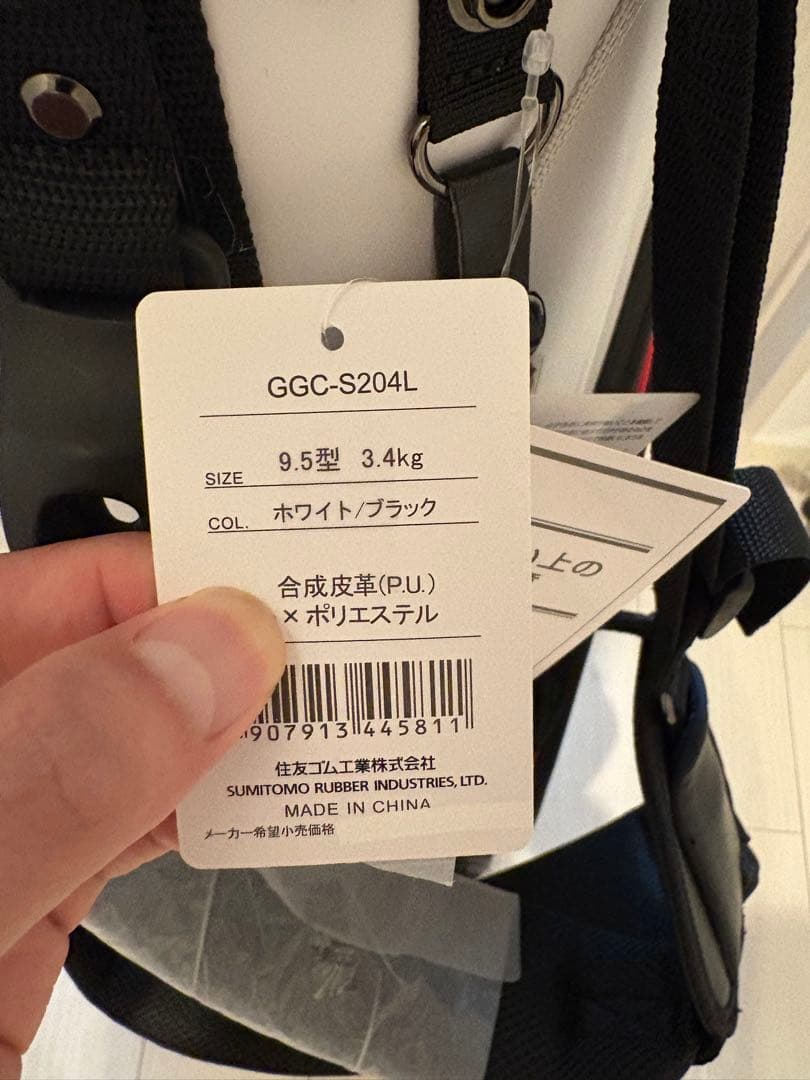 GGC-S204L
SIZE 9.5型 3.4kg
COL. ホワイト/ブラック
合成皮革(P.U.)
×ポリエステル
907913 445811
住友ゴム工業株式会社
SUMITOMO RUBBER INDUSTRIES, LTD.
MADE IN CHINA
メーカー希望小売価格
上の